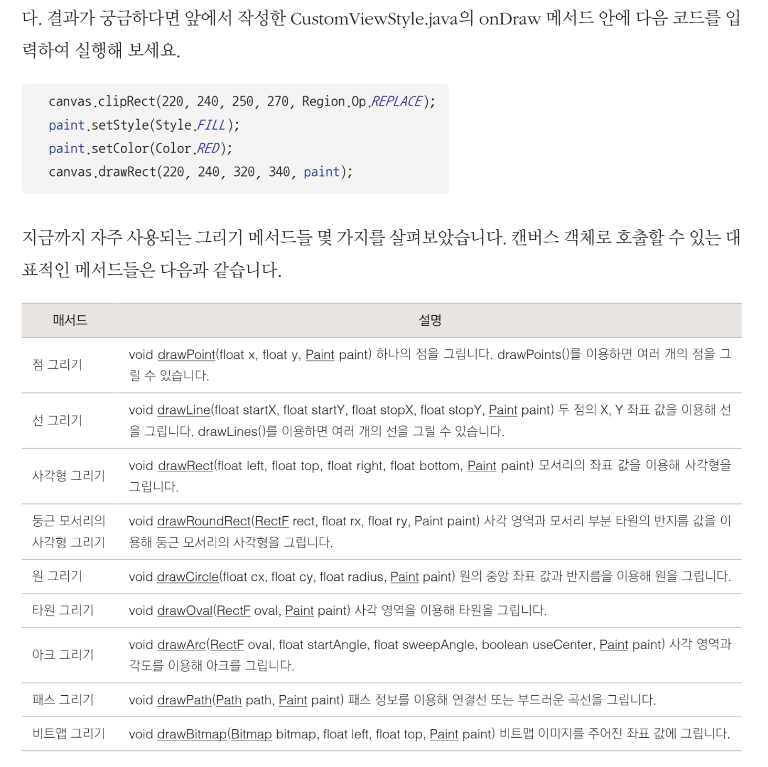 다. 결과가 궁금하다면 앞에서 작성한 CustomViewStyle.java의 onDraw 메서드 안에 다음 코드를 입
력하여 실행해 보세요.
canvas.clipRect(220, 240, 250, 270, Region.Op.REPLACE);
paint.setStyle(Style.FILL);
paint.setColor(Color.RED);
canvas.drawRect(220, 240, 320, 340, paint);
지금까지 자주 사용되는 그리기 메서드들 몇 가지를 살펴보았습니다. 캔버스 객체로 호출할 수 있는 대
표적인 메서드들은 다음과 같습니다.
매서드 설명
점 그리기 void drawPoint(float x, float y, Paint paint) 하나의 점을 그립니다. drawPoints()를 이용하면 여러 개의 점을 그
릴 수 있습니다.
선 그리기 void drawLine(float startX, float startY, float stopX, float stopY, Paint paint) 두 점의 X, Y 좌표 값을 이용해 선
을 그립니다. drawLines()를 이용하면 여러 개의 선을 그릴 수 있습니다.
사각형 그리기 void drawRect(float left, float top, float right, float bottom, Paint paint) 모서리의 좌표 값을 이용해 사각형을
그립니다.
둥근 모서리의 void drawRoundRect(RectF rect, float rx, float ry, Paint paint) 사각 영역과 모서리 부분 타원의 반지름 값을 이
사각형 그리기 용해 둥근 모서리의 사각형을 그립니다.
원 그리기 void drawCircle(float cx, float cy, float radius, Paint paint) 원의 중앙 좌표 값과 반지름을 이용해 원을 그립니다.
타원 그리기 void drawOval(RectF oval, Paint paint) 사각 영역을 이용해 타원을 그립니다.
아크 그리기 void drawArc(RectF oval, float startAngle, float sweepAngle, boolean useCenter, Paint paint) 사각 영역과
각도를 이용해 아크를 그립니다.
패스 그리기 void drawPath(Path path, Paint paint) 패스 정보를 이용해 연결선 또는 부드러운 곡선을 그립니다.
비트맵 그리기 void drawBitmap(Bitmap bitmap, float left, float top, Paint paint) 비트맵 이미지를 주어진 좌표 값에 그립니다.